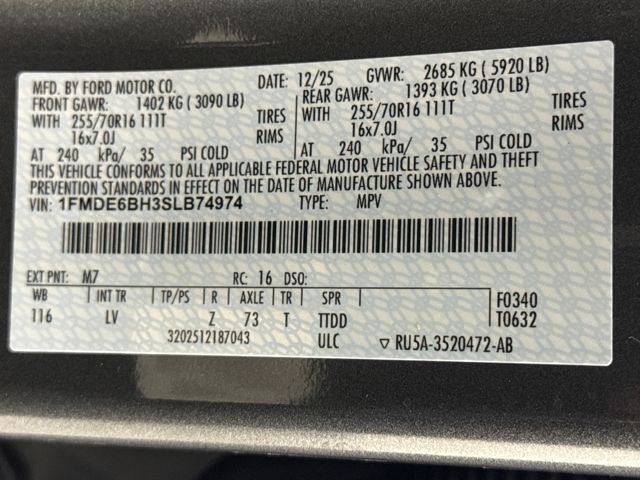 MFD. BY FORD MOTOR CO. DATE: 12/25 GVWR: 2685 KG ( 5920 LB)
FRONT GAWR: 1402 KG ( 3090 LB) REAR GAWR: 1393 KG ( 3070 LB)
WITH 255/70R16 111T TIRES WITH 255/70R16 111T TIRES
16x7.0J RIMS 16x7.0J RIMS
AT 240 kPa/ 35 PSI COLD AT 240 kPa/ 35 PSI COLD
THIS VEHICLE CONFORMS TO ALL APPLICABLE FEDERAL MOTOR VEHICLE SAFETY AND THEFT
PREVENTION STANDARDS IN EFFECT ON THE DATE OF MANUFACTURE SHOWN ABOVE.
VIN: 1FMDE6BH3SLB74974 TYPE: MPV
EXT PNT: M7 RC: 16 DSO:
WB INT TR TP/PS R AXLE TR SPR F0340
116 LV Z 73 T TTDD T0632
3202512187043 ULC ▽ RU5A-3520472-AB